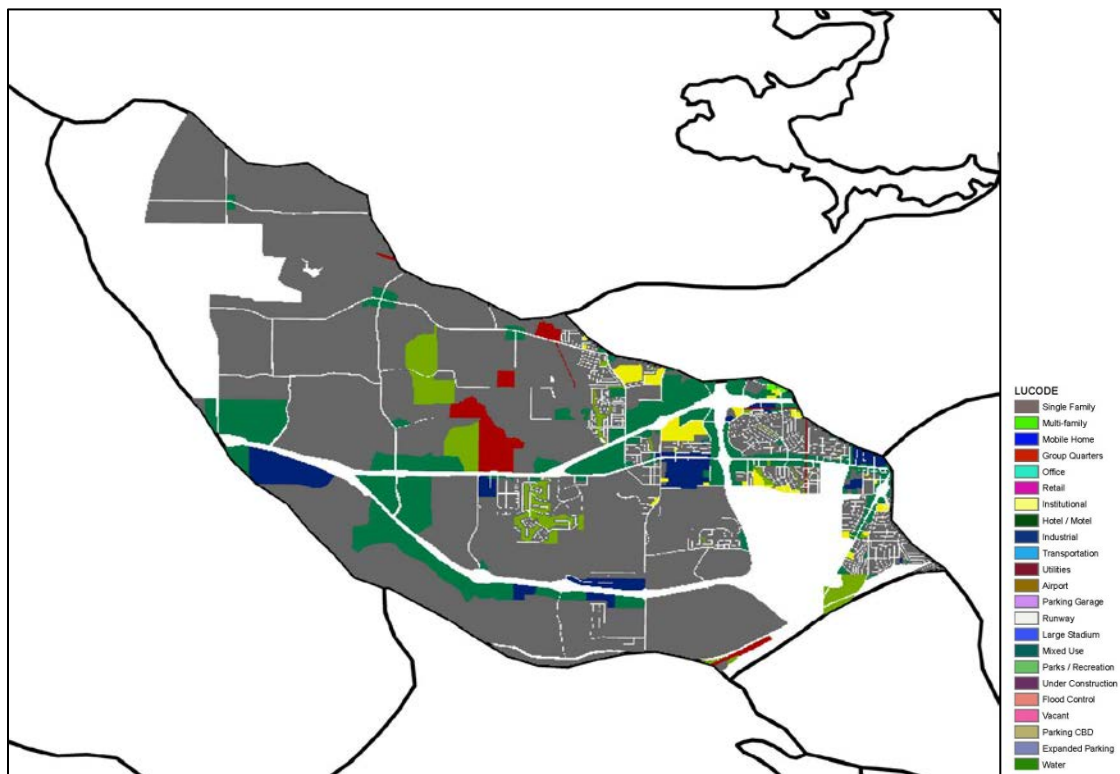 LUCODE
Single Family
Multi-family
Mobile Home
Group Quarters
Office
Retail
Institutional
Hotel / Motel
Industrial
Transportation
Utilities
Airport
Parking Garage
Runway
Large Stadium
Mixed Use
Parks / Recreation
Under Construction
Flood Control
Vacant
Parking CBD
Expanded Parking
Water